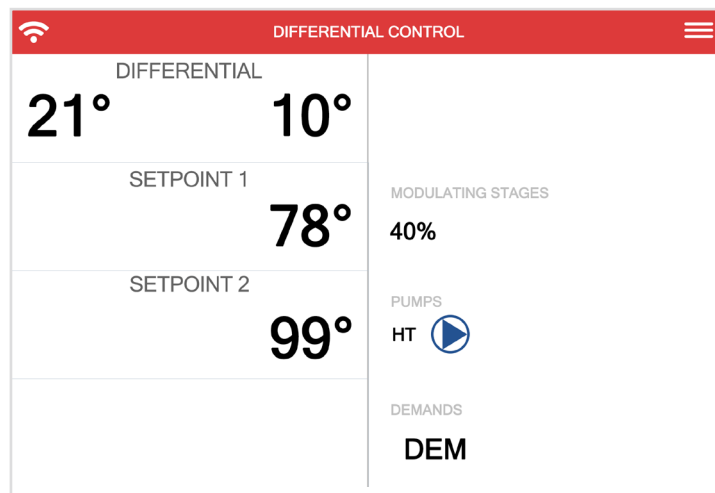 DIFFERENTIAL CONTROL
DIFFERENTIAL
21° 10°
SETPOINT 1
78°
SETPOINT 2
99°
MODULATING STAGES
40%
PUMPS
HT
DEMANDS
DEM